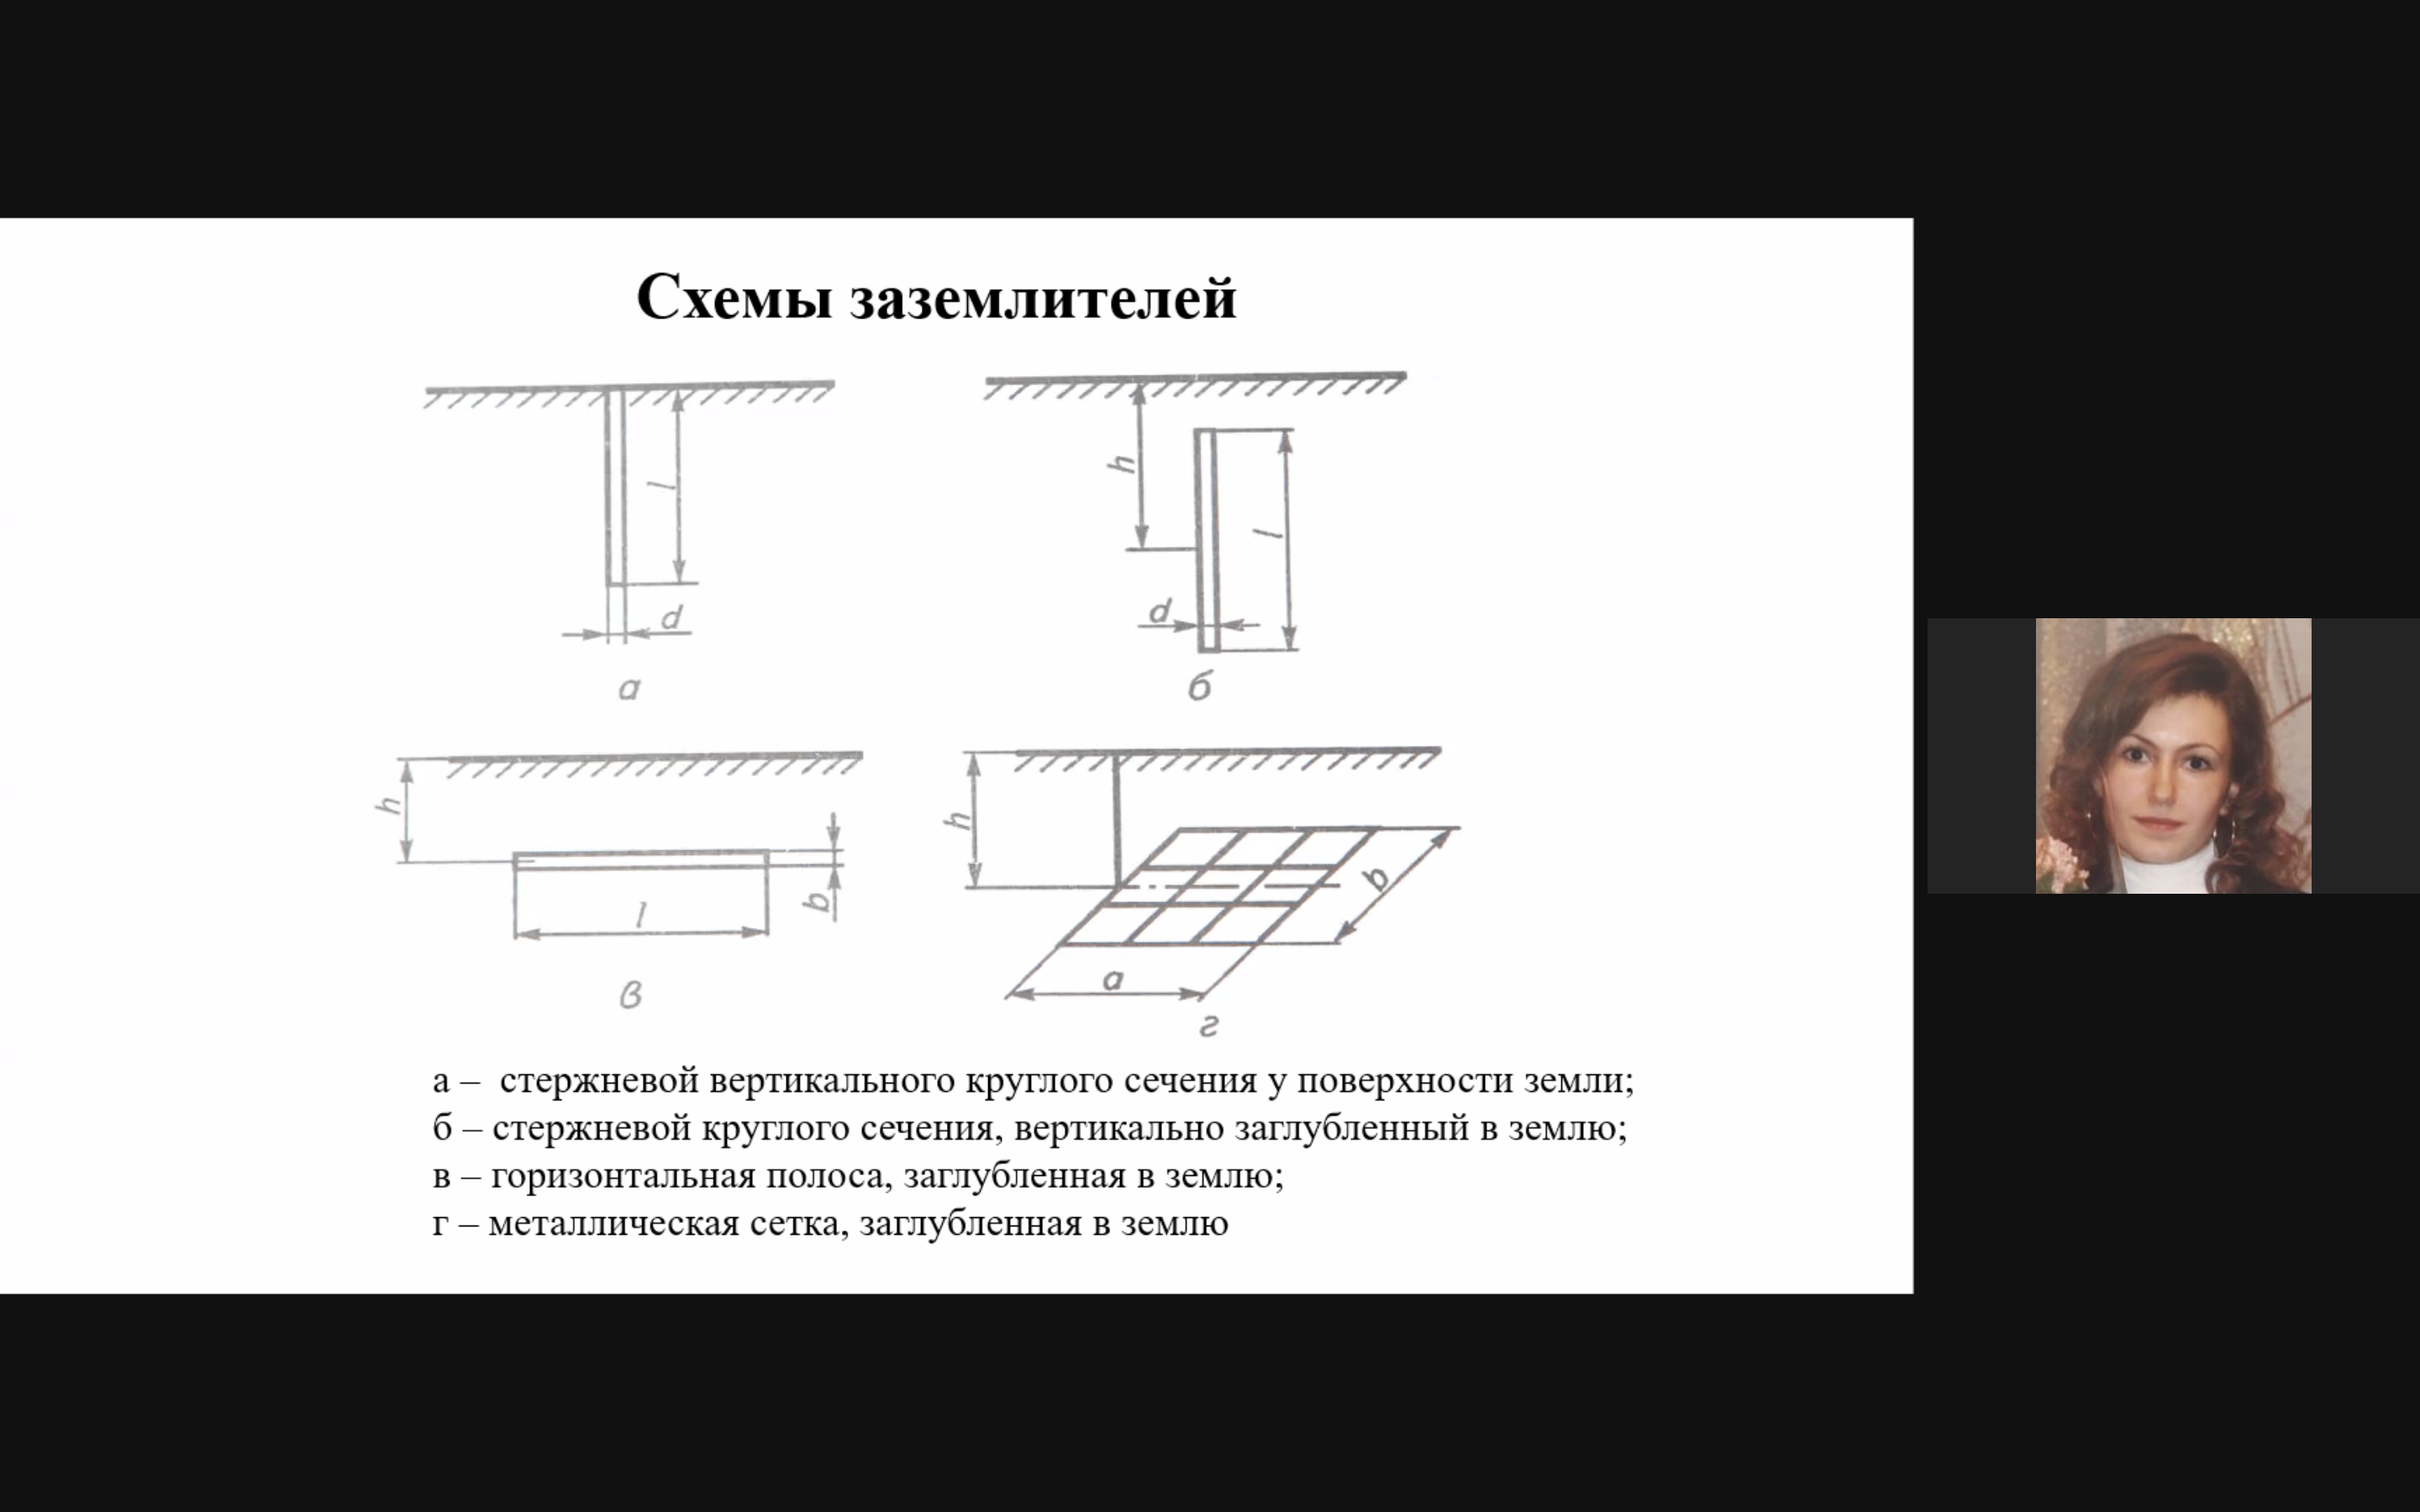 Схемы заземлителей
l
d
а
h
l
d
б
h
l
b
в
h
b
a
г
а – стержневой вертикального круглого сечения у поверхности земли;
б – стержневой круглого сечения, вертикально заглубленный в землю;
в – горизонтальная полоса, заглубленная в землю;
г – металлическая сетка, заглубленная в землю